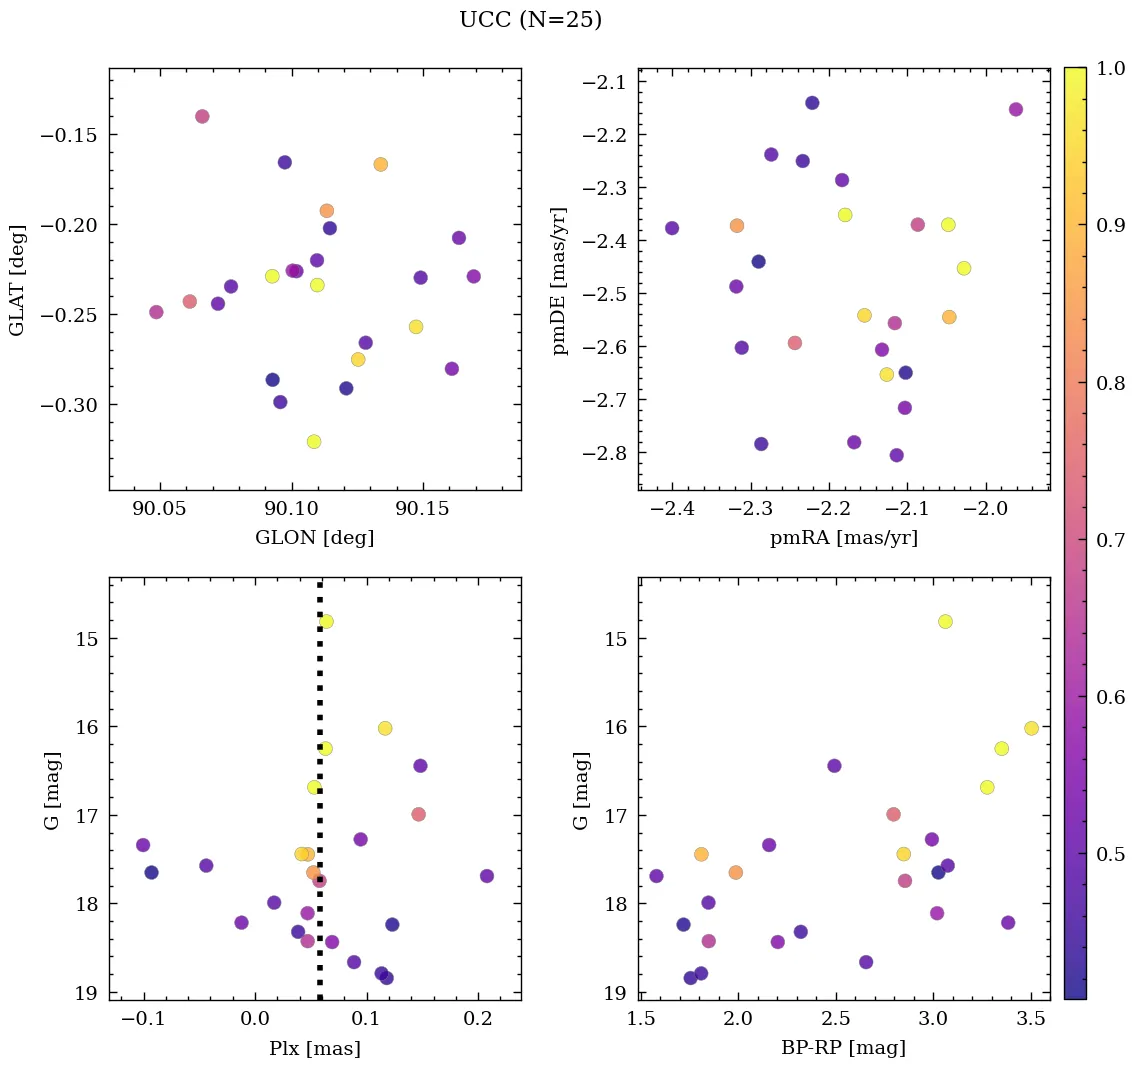 UCC (N=25)
−0.15
−0.20
−0.25
−0.30
GLAT [deg]
90.05 90.10 90.15
GLON [deg]
−2.1
−2.2
−2.3
−2.4
−2.5
−2.6
−2.7
−2.8
pmDE [mas/yr]
−2.4 −2.3 −2.2 −2.1 −2.0
pmRA [mas/yr]
15
16
17
18
19
G [mag]
−0.1 0.0 0.1 0.2
Plx [mas]
15
16
17
18
19
G [mag]
1.5 2.0 2.5 3.0 3.5
BP-RP [mag]
1.0
0.9
0.8
0.7
0.6
0.5